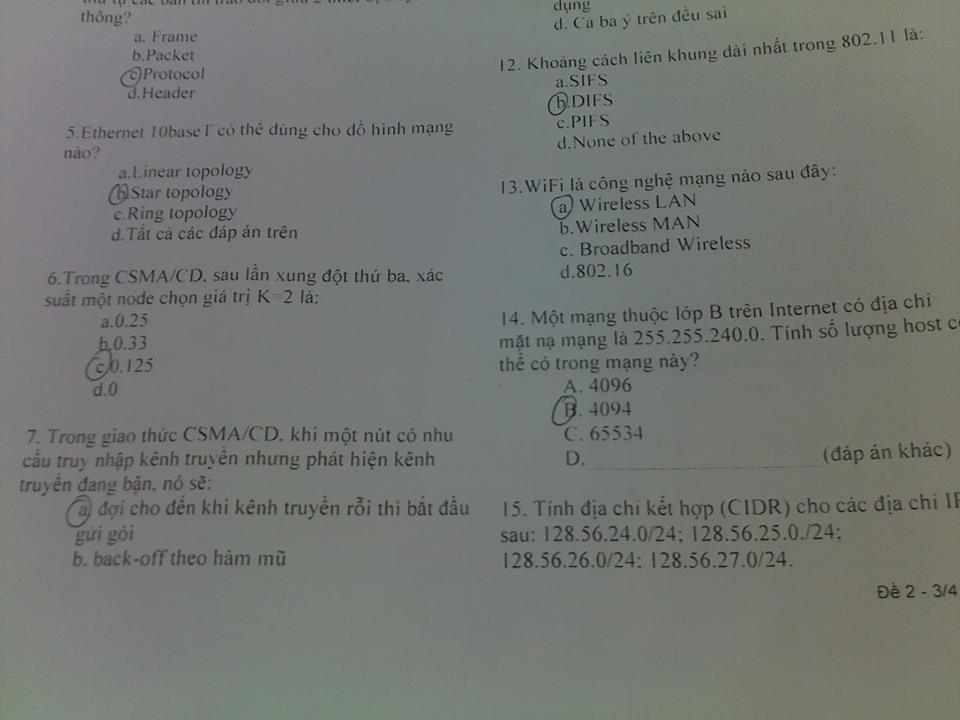 thông?
a. Frame
b.Packet
c.Protocol
d.Header
5.Ethernet 10baseT có thể dùng cho đồ hình mạng
nào?
a.Linear topology
b.Star topology
c.Ring topology
d.Tất cả các đáp án trên
6.Trong CSMA/CD, sau lần xung đột thứ ba, xác
suất một node chọn giá trị K=2 là:
a.0.25
b.0.33
c.0.125
d.0
7. Trong giao thức CSMA/CD, khi một nút có nhu
cầu truy nhập kênh truyền nhưng phát hiện kênh
truyền đang bận, nó sẽ:
a. đợi cho đến khi kênh truyền rỗi thì bắt đầu
gửi gói
b. back-off theo hàm mũ
dụng
d. Cả ba ý trên đều sai
12. Khoảng cách liên khung dài nhất trong 802.11 là:
a.SIFS
b.DIFS
c.PIFS
d.None of the above
13.WiFi là công nghệ mạng nào sau đây:
a. Wireless LAN
b.Wireless MAN
c. Broadband Wireless
d.802.16
14. Một mạng thuộc lớp B trên Internet có địa chỉ
mặt nạ mạng là 255.255.240.0. Tính số lượng host
thể có trong mạng này?
A. 4096
B. 4094
C. 65534
D. (đáp án khác)
15. Tính địa chỉ kết hợp (CIDR) cho các địa chỉ IP
sau: 128.56.24.0/24; 128.56.25.0./24;
128.56.26.0/24; 128.56.27.0/24.
Đề 2 - 3/4